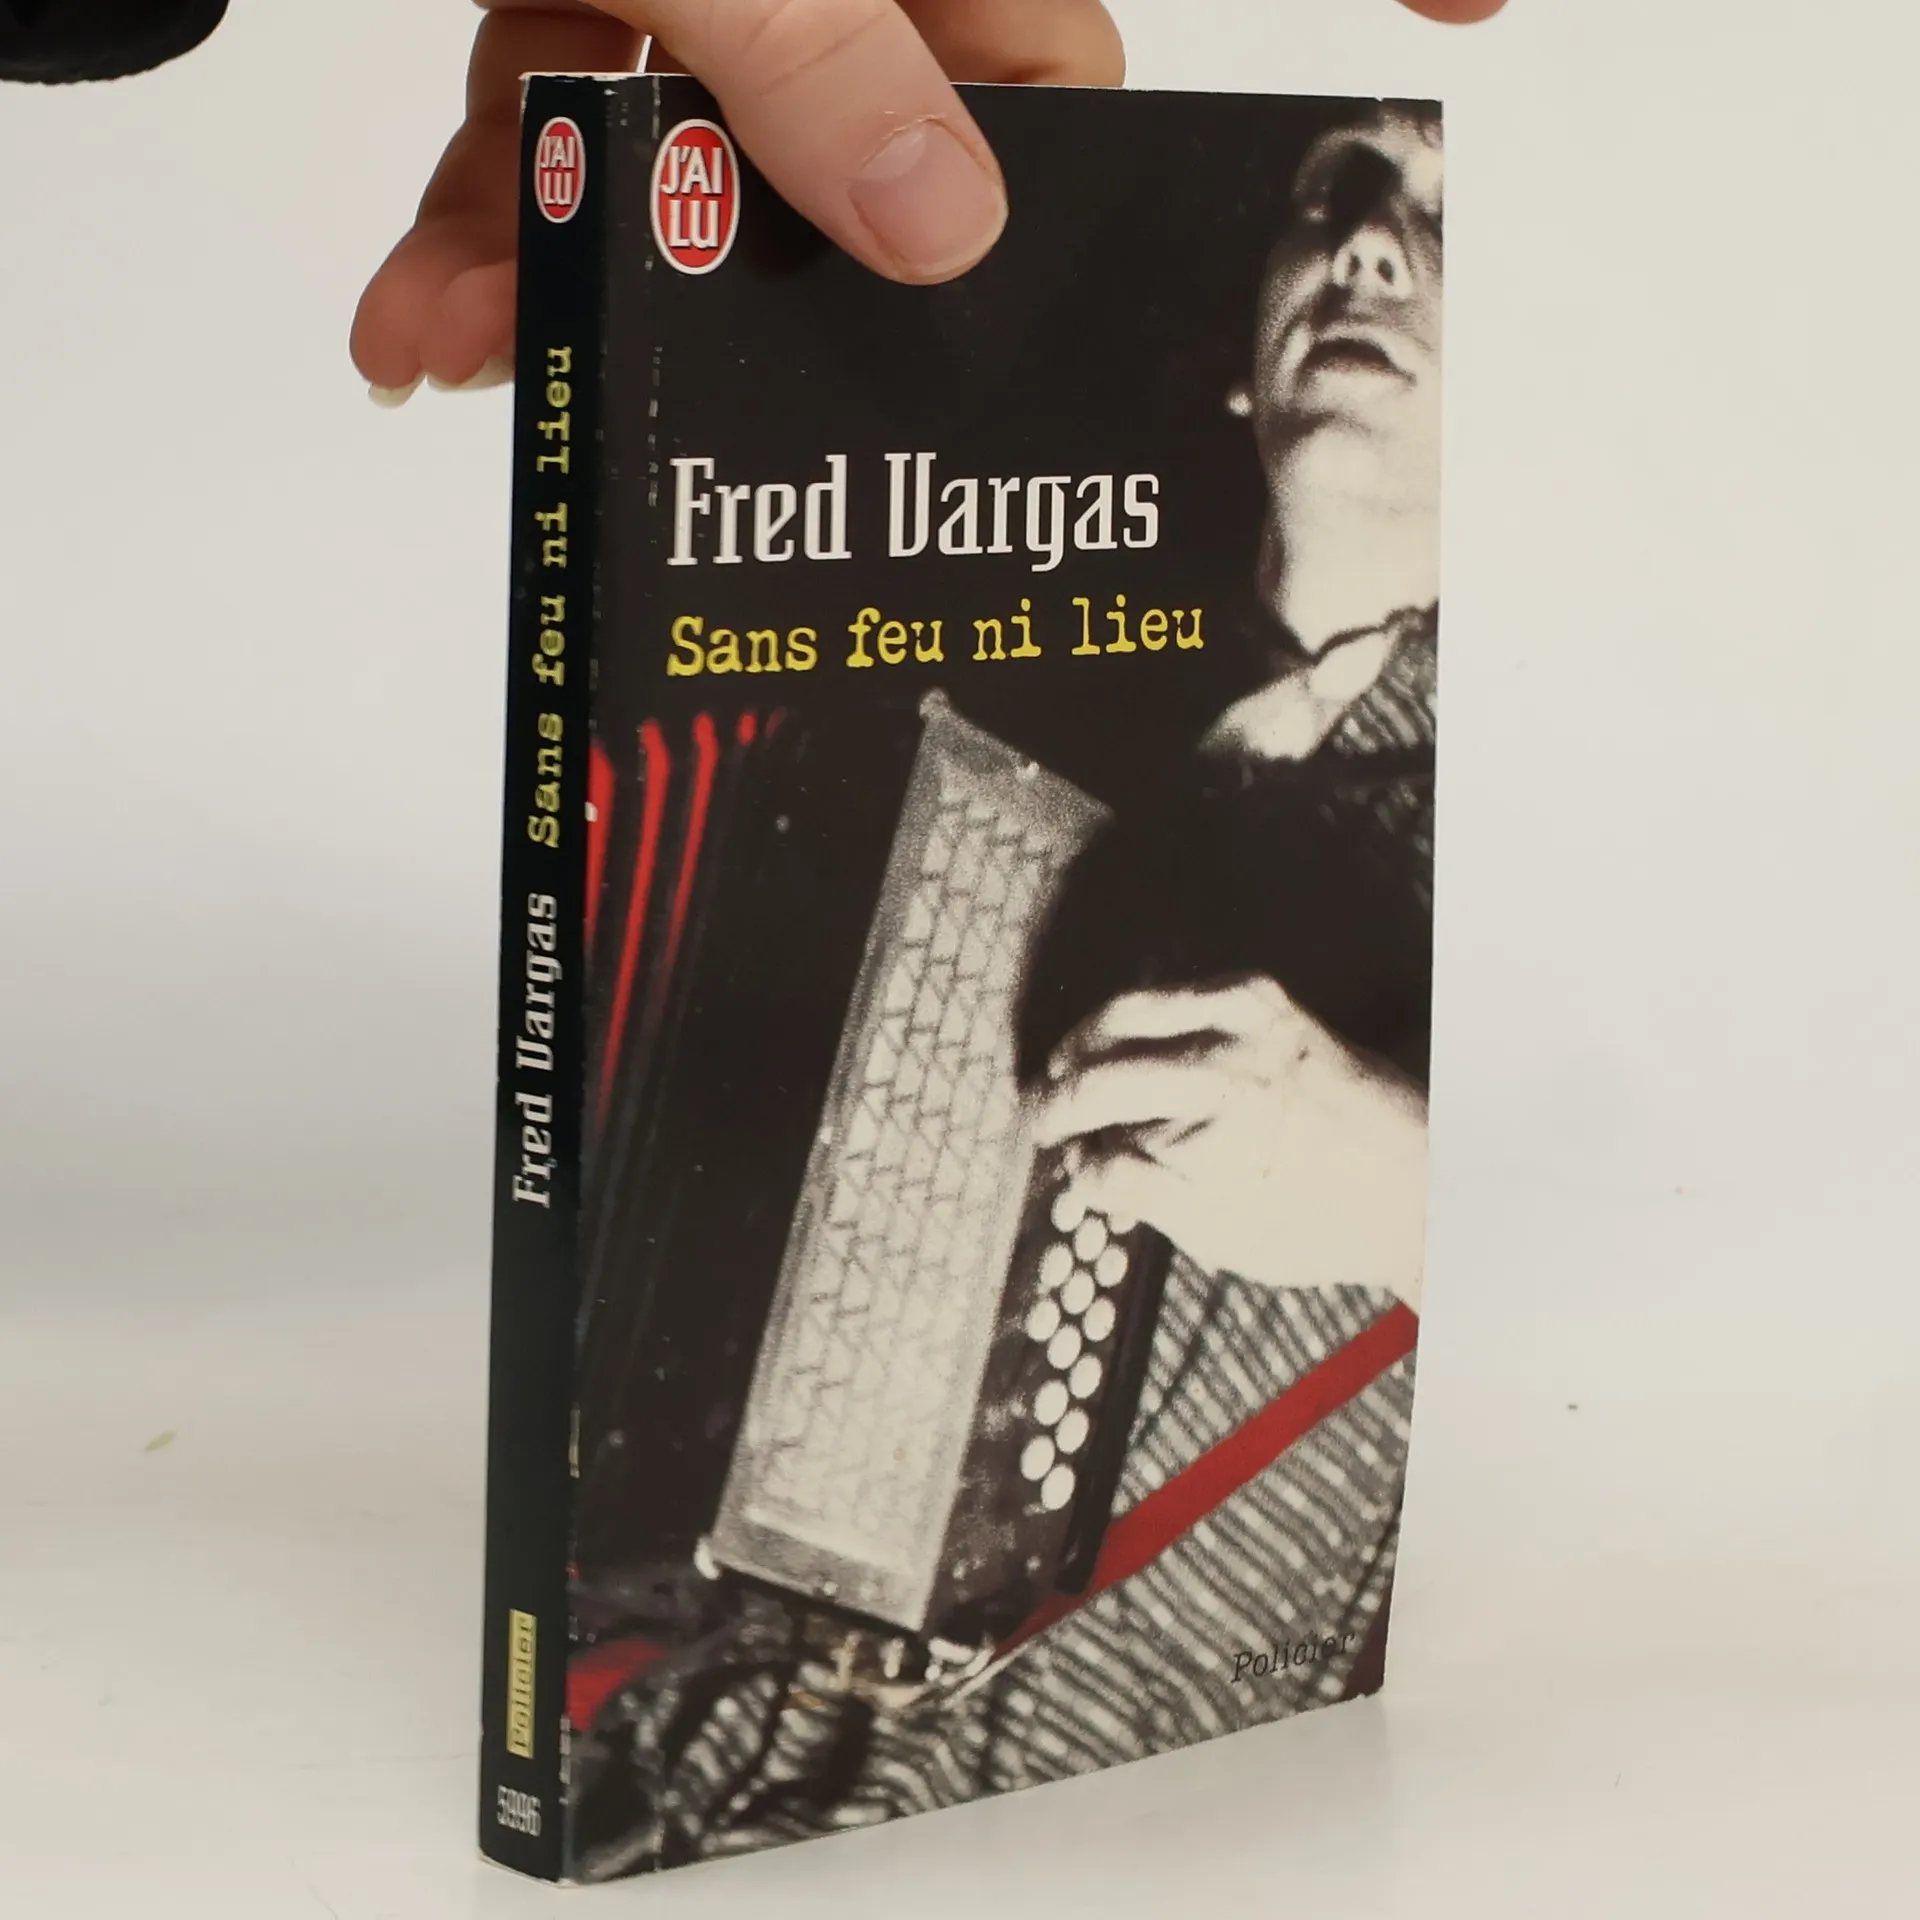 J'AI
LU
Fred Vargas Sans feu ni lieu
Policier
5996
J'AI
LU
Fred Vargas
Sans feu ni lieu
Policier